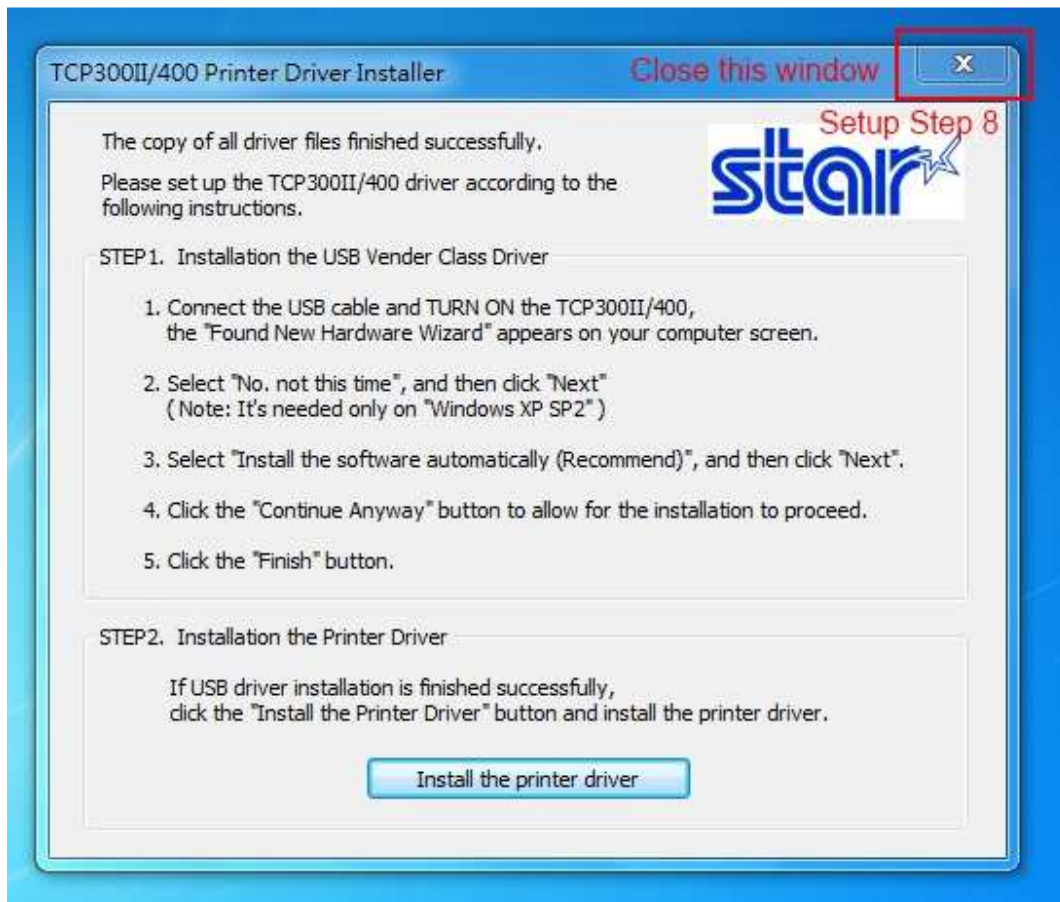 TCP300II/400 Printer Driver Installer
Close this window
X
Setup Step 8
star
The copy of all driver files finished successfully.
Please set up the TCP300II/400 driver according to the
following instructions.
STEP1. Installation the USB Vender Class Driver
1. Connect the USB cable and TURN ON the TCP300II/400,
the "Found New Hardware Wizard" appears on your computer screen.
2. Select "No. not this time", and then click "Next"
( Note: It's needed only on "Windows XP SP2" )
3. Select "Install the software automatically (Recommend)", and then click "Next".
4. Click the "Continue Anyway" button to allow for the installation to proceed.
5. Click the "Finish" button.
STEP2. Installation the Printer Driver
If USB driver installation is finished successfully,
click the "Install the Printer Driver" button and install the printer driver.
Install the printer driver